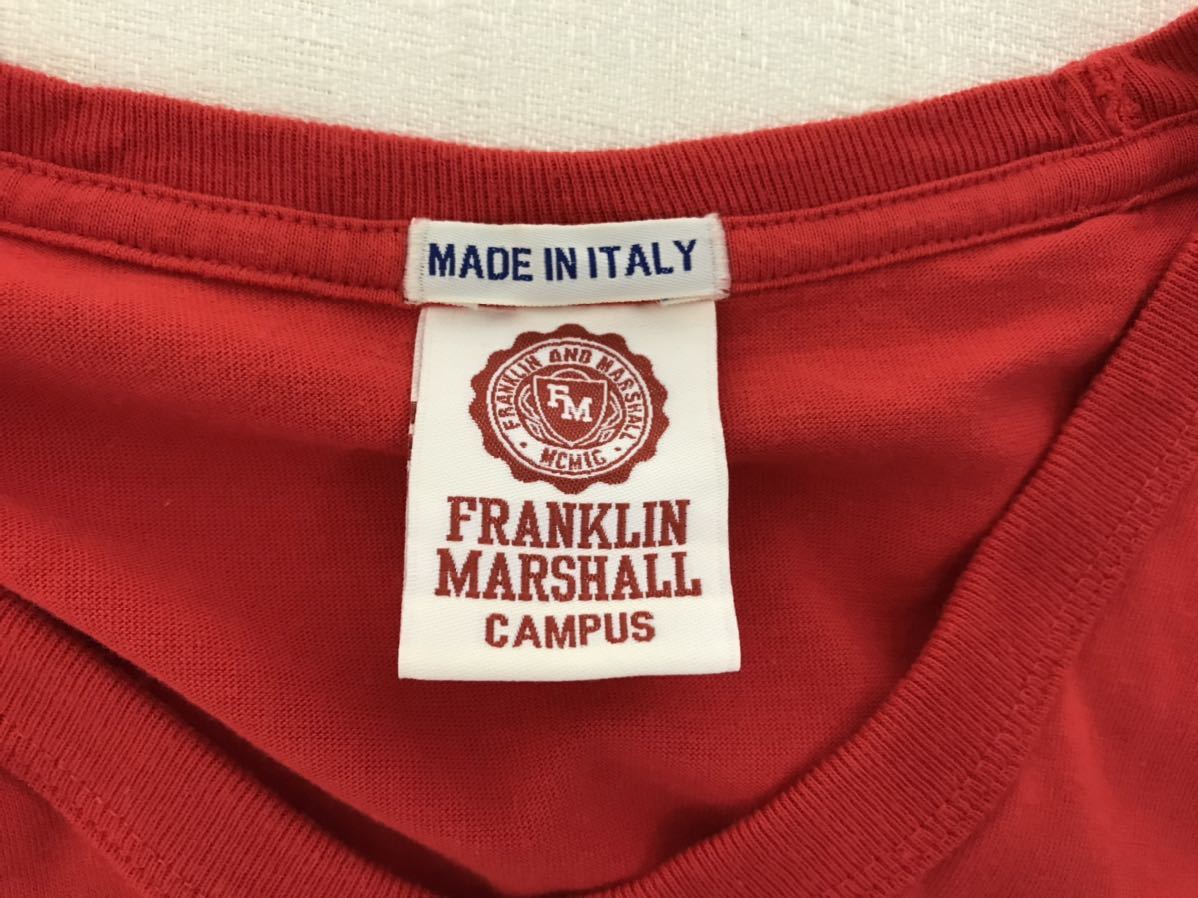 MADE IN ITALY
FRANKLIN AND MARSHALL
FM
· MCMIC ·
FRANKLIN
MARSHALL
CAMPUS